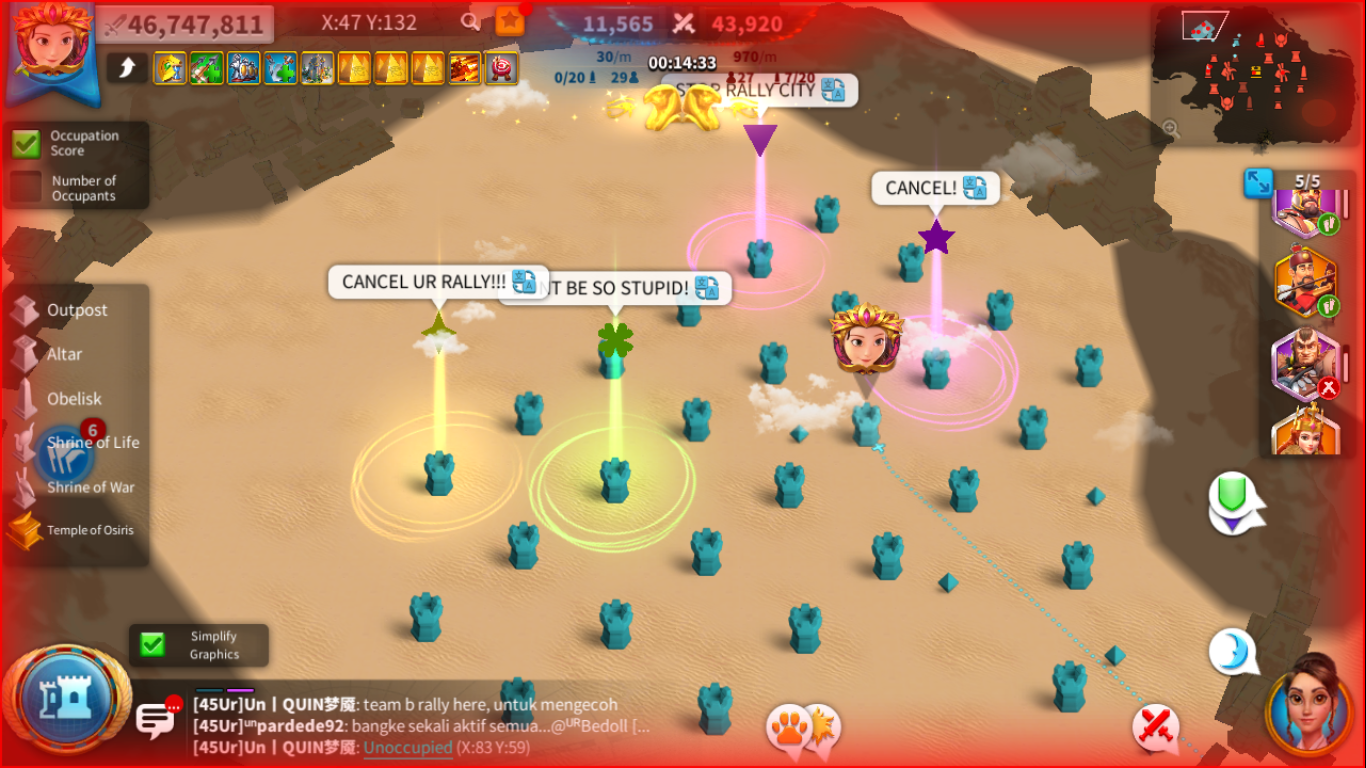 46,747,811
X:47 Y:132
11,565
43,920
30/m
970/m
00:14:33
0/20
29
27
17/20
RALLY CITY
Occupation
Score
Number of
Occupants
CANCEL!
5/5
CANCEL UR RALLY!!!
BE SO STUPID!
Outpost
Altar
Obelisk
6
Shrine of Life
Shrine of War
Temple of Osiris
Simplify
Graphics
[45Ur]Un丨QUIN梦魇: team b rally here, untuk mengecoh
[45Ur]ᵘⁿpardede92: bangke sekali aktif semua...@ᵁᴿBedoll [...
[45Ur]Un丨QUIN梦魇: Unoccupied (X:83 Y:59)